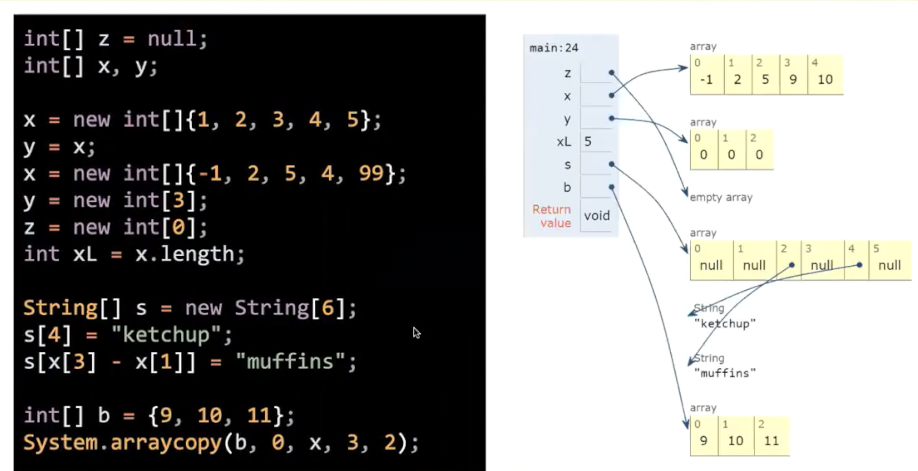 int[] z = null;
int[] x, y;
x = new int[]{1, 2, 3, 4, 5};
y = x;
x = new int[]{-1, 2, 5, 4, 99};
y = new int[3];
z = new int[0];
int xL = x.length;
String[] s = new String[6];
s[4] = "ketchup";
s[x[3] - x[1]] = "muffins";
int[] b = {9, 10, 11};
System.arraycopy(b, 0, x, 3, 2);
main:24
z
x
y
xL 5
s
b
Return
value void
array
0 1 2 3 4
-1 2 5 9 10
array
0 1 2
0 0 0
empty array
array
0 1 2 3 4 5
null null null null
String
"ketchup"
String
"muffins"
array
0 1 2
9 10 11